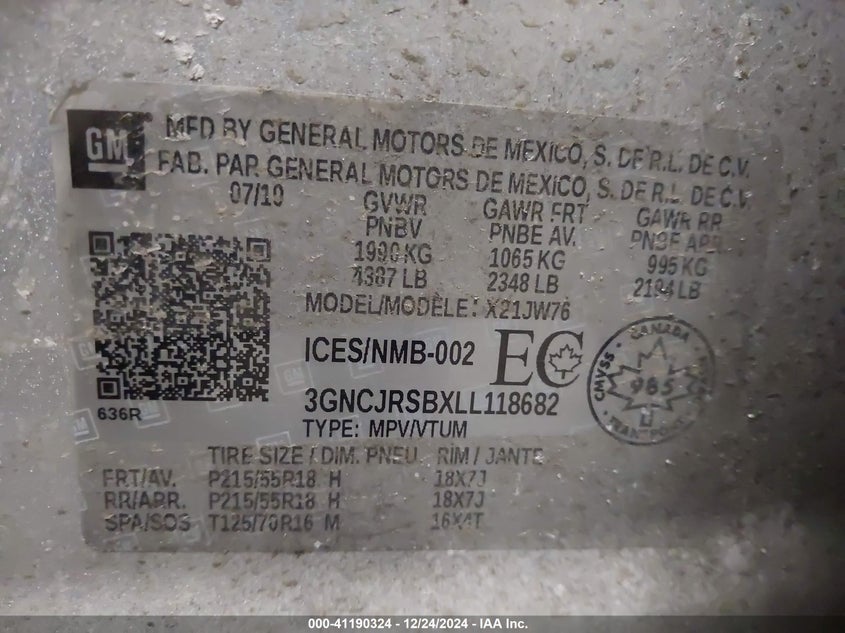 GM
MFD BY GENERAL MOTORS DE MEXICO, S. DE R.L. DE C.V.
FAB. PAR GENERAL MOTORS DE MEXICO, S. DE R.L. DE C.V.
07/19 GVWR GAWR FRT GAWR RR
PNBV PNBE AV. PNBE ARR
1990 KG 1065 KG 995 KG
4387 LB 2348 LB 2194 LB
MODEL/MODELE: X21JW76
ICES/NMB-002 EC
CANADA
CMVSS
985
3GNCJRSBXLL118682
TYPE: MPV/VTUM
636R
TIRE SIZE / DIM. PNEU RIM / JANTE
FRT/AV. P215/55R18 H 18X7J
RR/ARR. P215/55R18 H 18X7J
SPA/SOS T125/70R16 M 16X4T
000-41190324 - 12/24/2024 - IAA Inc.